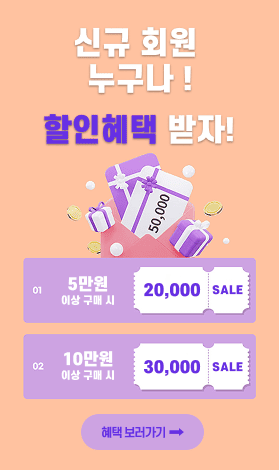 신규 회원
누구나 !
할인혜택 받자!
50,000
01 5만원
이상 구매 시
20,000 SALE
02 10만원
이상 구매 시
30,000 SALE
혜택 보러가기 ➡